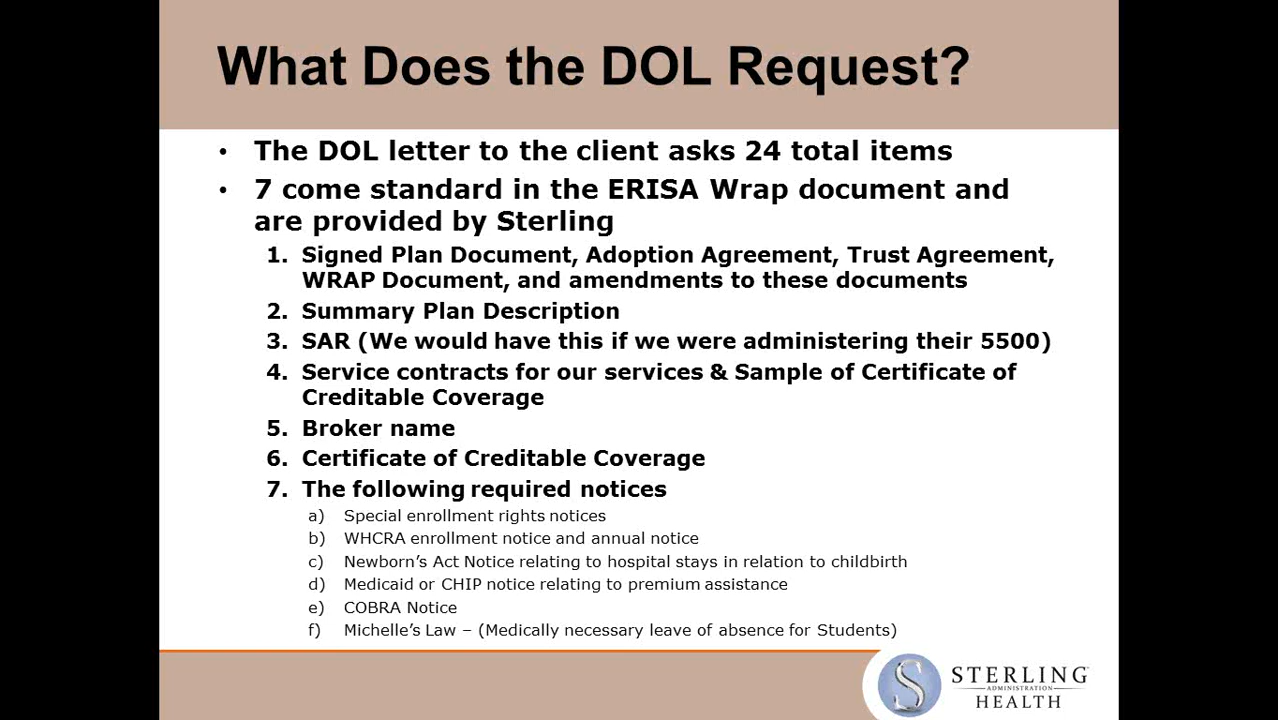 What Does the DOL Request?
• The DOL letter to the client asks 24 total items
• 7 come standard in the ERISA Wrap document and
are provided by Sterling
1. Signed Plan Document, Adoption Agreement, Trust Agreement,
WRAP Document, and amendments to these documents
2. Summary Plan Description
3. SAR (We would have this if we were administering their 5500)
4. Service contracts for our services & Sample of Certificate of
Creditable Coverage
5. Broker name
6. Certificate of Creditable Coverage
7. The following required notices
a) Special enrollment rights notices
b) WHCRA enrollment notice and annual notice
c) Newborn’s Act Notice relating to hospital stays in relation to childbirth
d) Medicaid or CHIP notice relating to premium assistance
e) COBRA Notice
f) Michelle’s Law – (Medically necessary leave of absence for Students)
S
STERLING
ADMINISTRATION
HEALTH